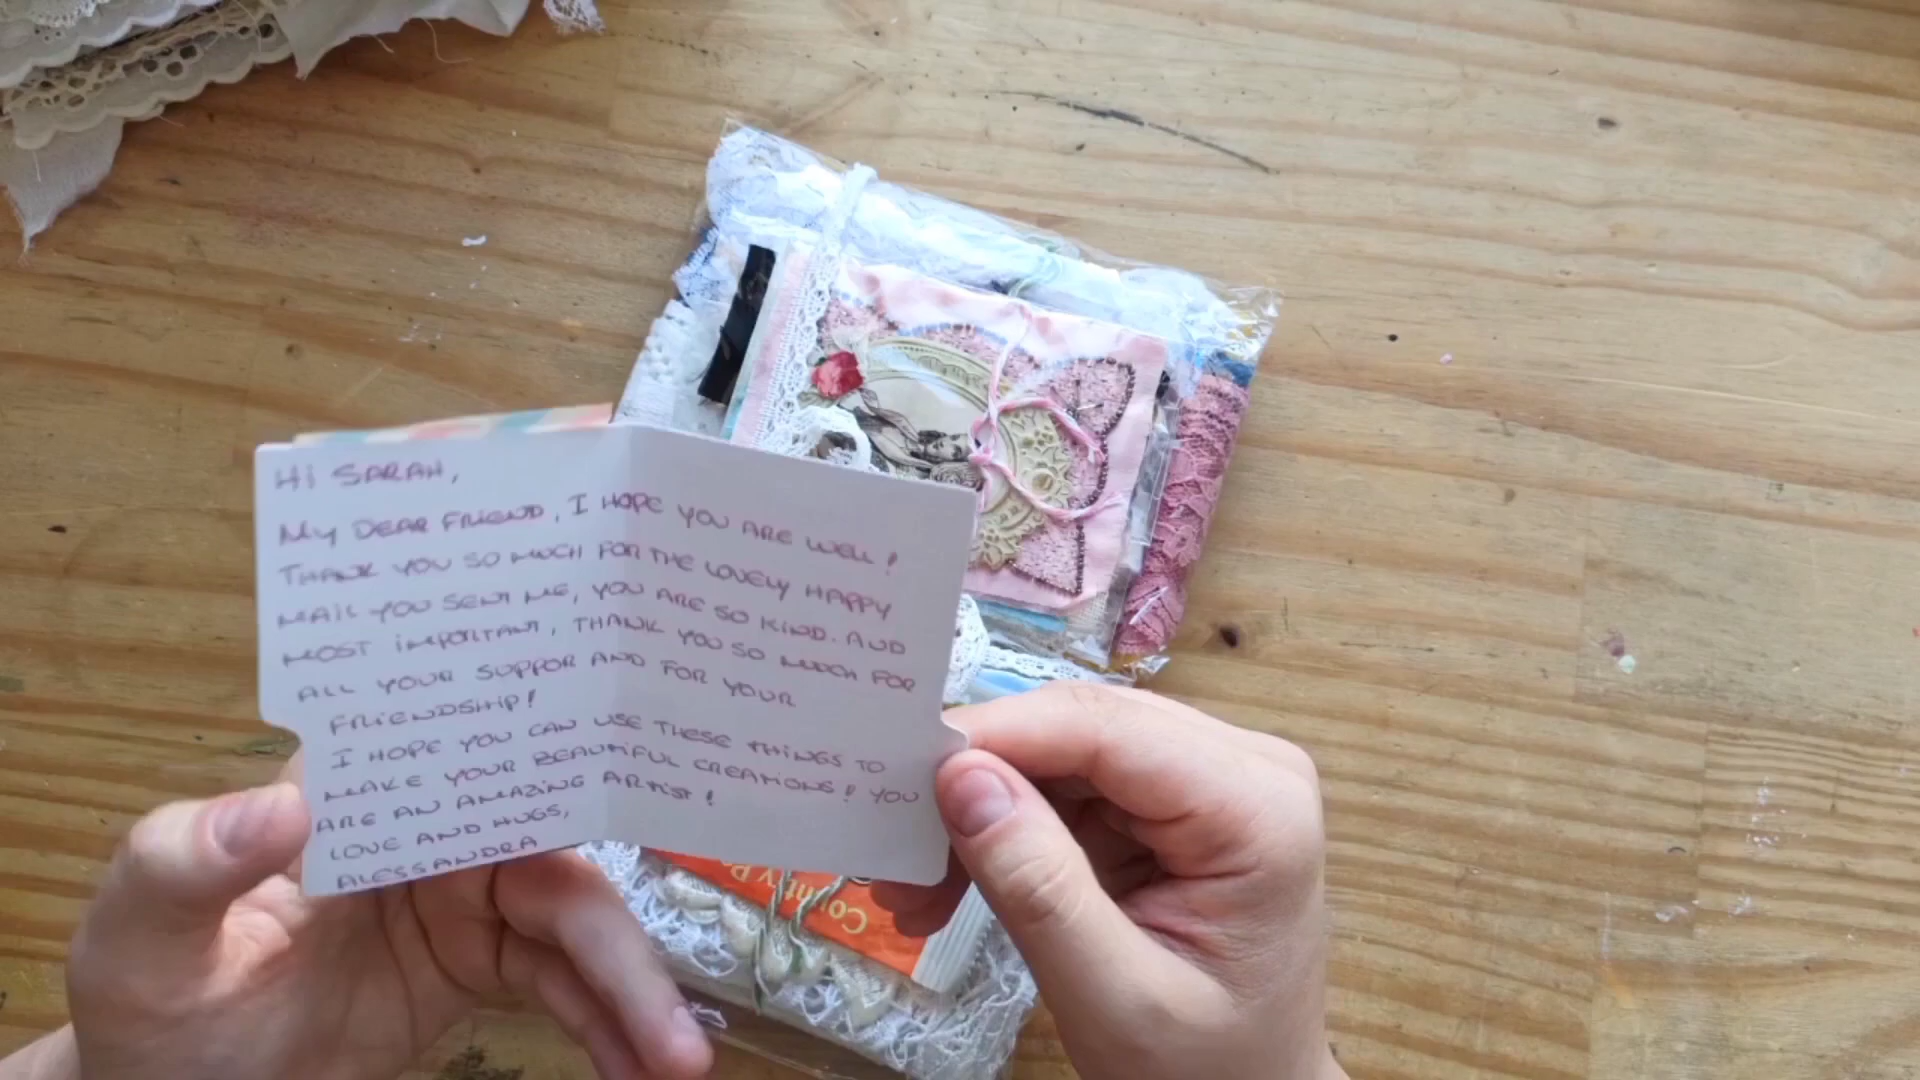 Hi SARAH,
MY DEAR FRIEND, I HOPE YOU ARE WELL!
THANK YOU SO MUCH FOR THE LOVELY HAPPY
MAIL YOU SENT ME, YOU ARE SO KIND. AND
MOST IMPORTANT, THANK YOU SO MUCH FOR
ALL YOUR SUPPOR AND FOR YOUR
FRIENDSHIP!
I HOPE YOU CAN USE THESE THINGS TO
MAKE YOUR BEAUTIFUL CREATIONS! YOU
ARE AN AMAZING ARTIST!
LOVE AND HUGS,
ALESSANDRA
County